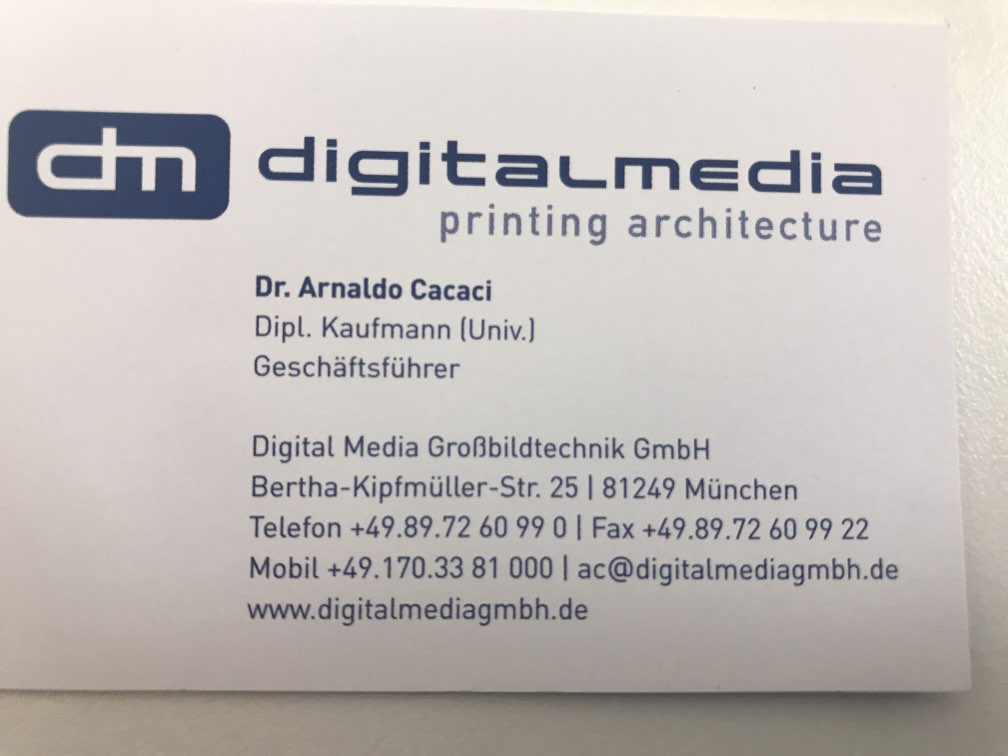 dm digitalmedia
printing architecture
Dr. Arnaldo Cacaci
Dipl. Kaufmann (Univ.)
Geschäftsführer
Digital Media Großbildtechnik GmbH
Bertha-Kipfmüller-Str. 25 | 81249 München
Telefon +49.89.72 60 99 0 | Fax +49.89.72 60 99 22
Mobil +49.170.33 81 000 | ac@digitalmediagmbh.de
www.digitalmediagmbh.de